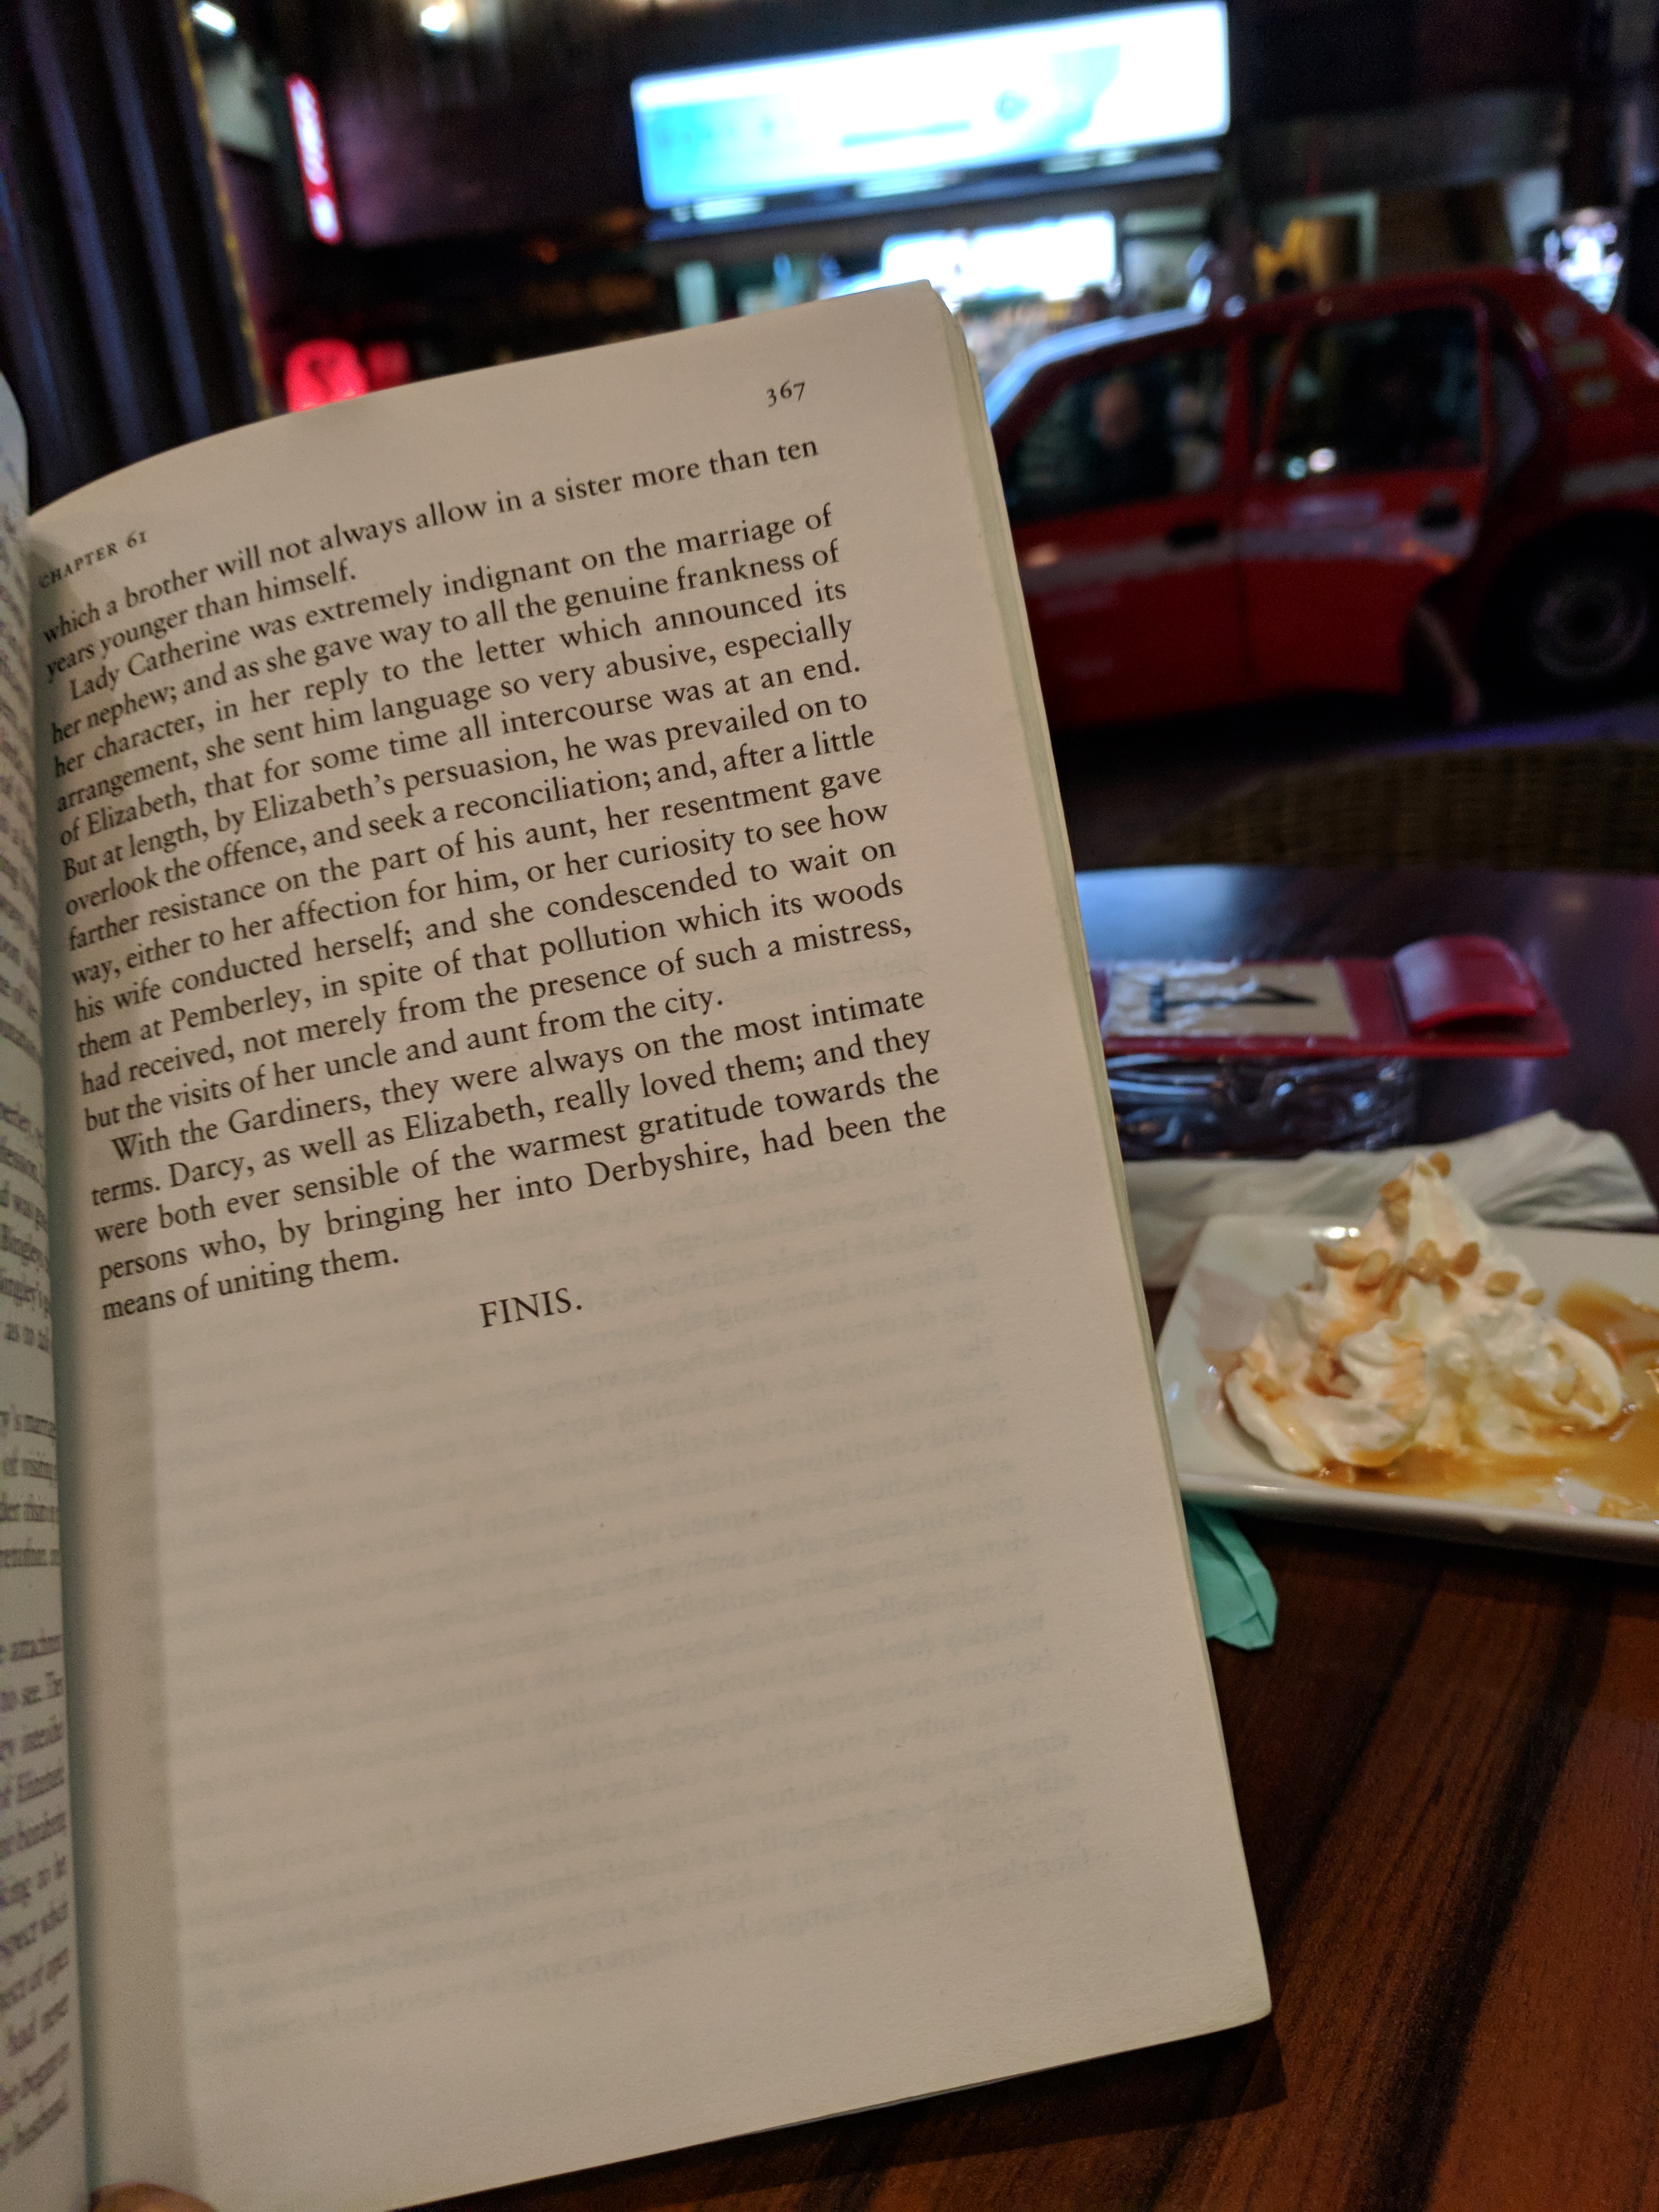 CHAPTER 61 367
which a brother will not always allow in a sister more than ten
years younger than himself.
Lady Catherine was extremely indignant on the marriage of
her nephew; and as she gave way to all the genuine frankness of
her character, in her reply to the letter which announced its
arrangement, she sent him language so very abusive, especially
of Elizabeth, that for some time all intercourse was at an end.
But at length, by Elizabeth's persuasion, he was prevailed on to
overlook the offence, and seek a reconciliation; and, after a little
farther resistance on the part of his aunt, her resentment gave
way, either to her affection for him, or her curiosity to see how
his wife conducted herself; and she condescended to wait on
them at Pemberley, in spite of that pollution which its woods
had received, not merely from the presence of such a mistress,
but the visits of her uncle and aunt from the city.
With the Gardiners, they were always on the most intimate
terms. Darcy, as well as Elizabeth, really loved them; and they
were both ever sensible of the warmest gratitude towards the
persons who, by bringing her into Derbyshire, had been the
means of uniting them.
FINIS.